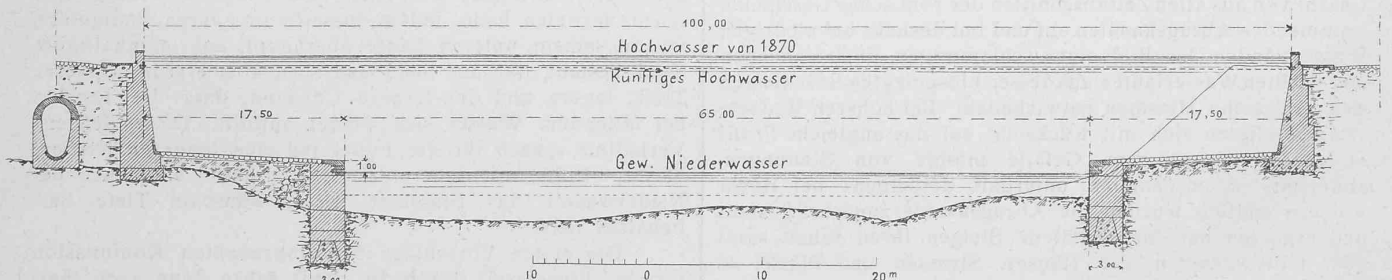 100,00
Hochwasser von 1870
Künftiges Hochwasser
17,50
65.00
17,50
1.00
Gew. Niederwasser
3.00
3.00
10 0 10 20m